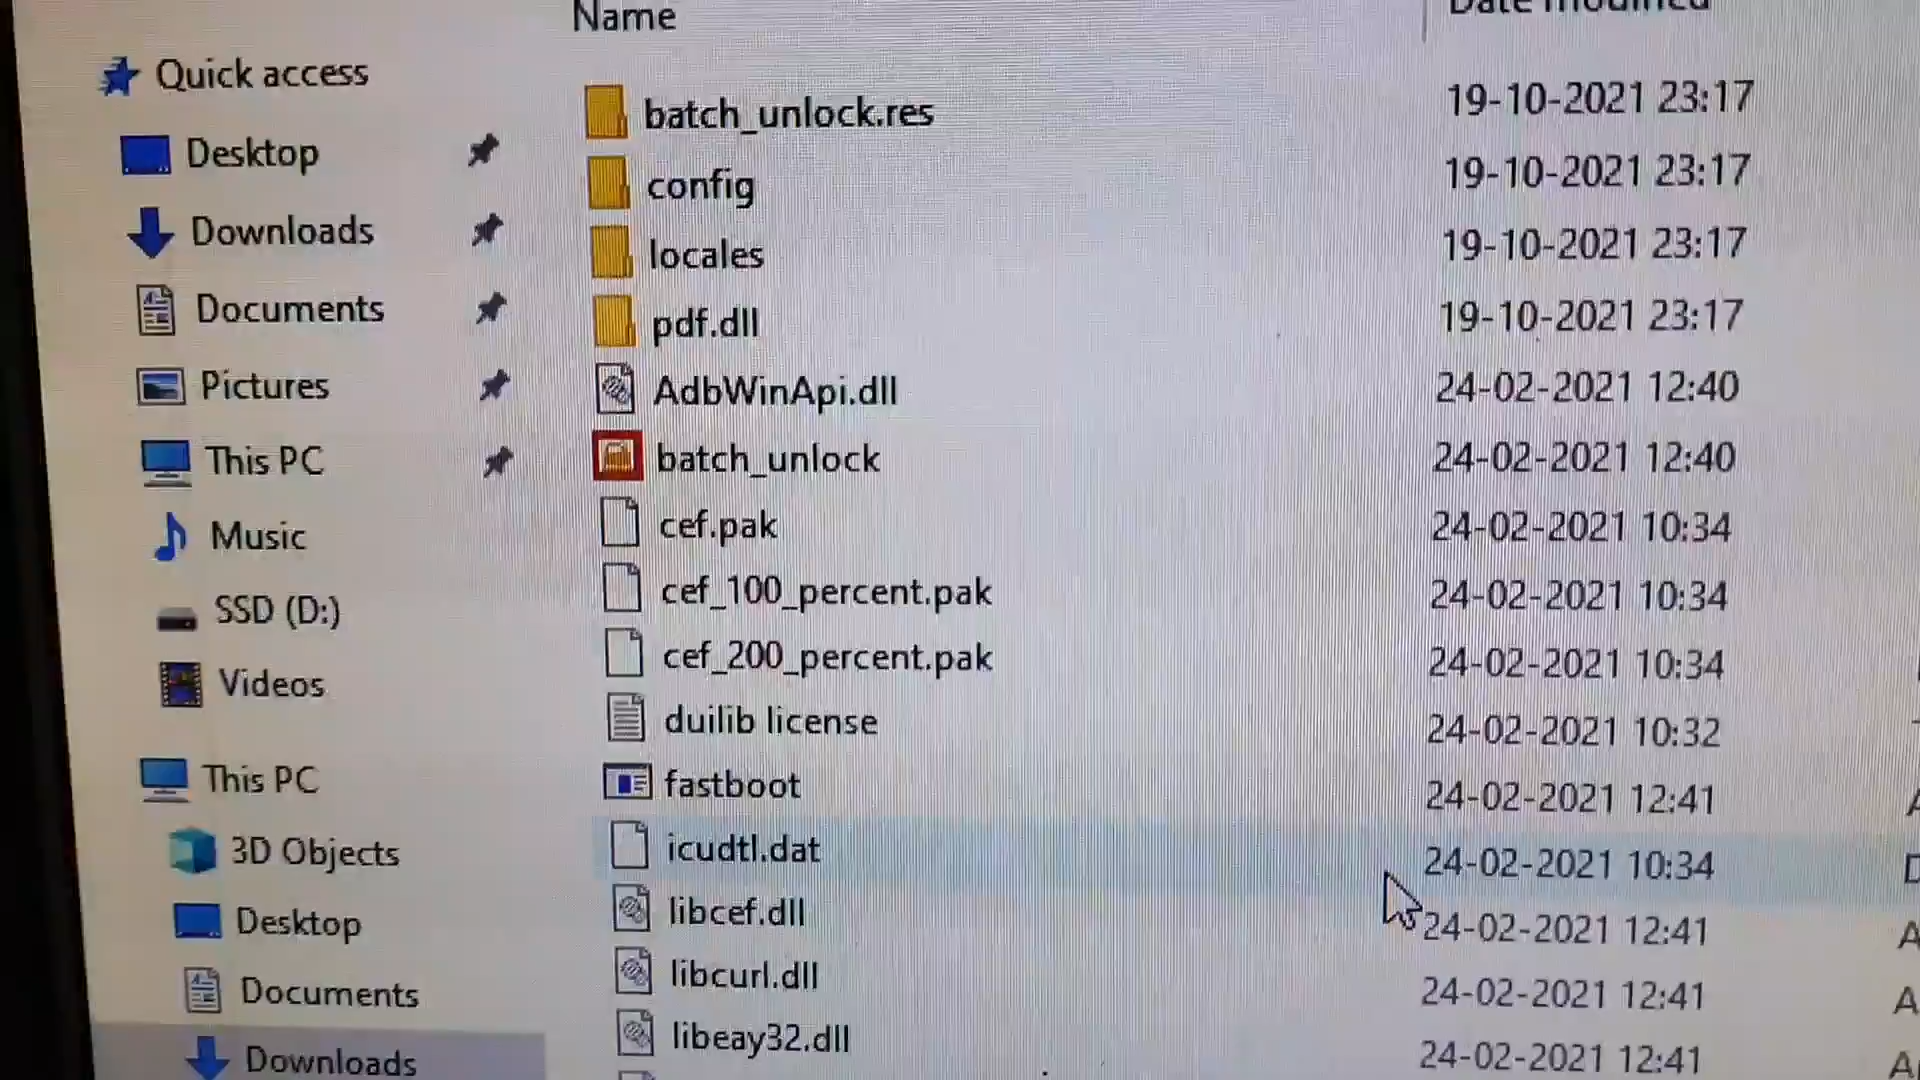 Name
Date modified
Quick access
Desktop
Downloads
Documents
Pictures
This PC
Music
SSD (D:)
Videos
This PC
3D Objects
Desktop
Documents
Downloads
batch_unlock.res 19-10-2021 23:17
config 19-10-2021 23:17
locales 19-10-2021 23:17
pdf.dll 19-10-2021 23:17
AdbWinApi.dll 24-02-2021 12:40
batch_unlock 24-02-2021 12:40
cef.pak 24-02-2021 10:34
cef_100_percent.pak 24-02-2021 10:34
cef_200_percent.pak 24-02-2021 10:34
duilib license 24-02-2021 10:32
fastboot 24-02-2021 12:41
icudtl.dat 24-02-2021 10:34
libcef.dll 24-02-2021 12:41
libcurl.dll 24-02-2021 12:41
libeay32.dll 24-02-2021 12:41